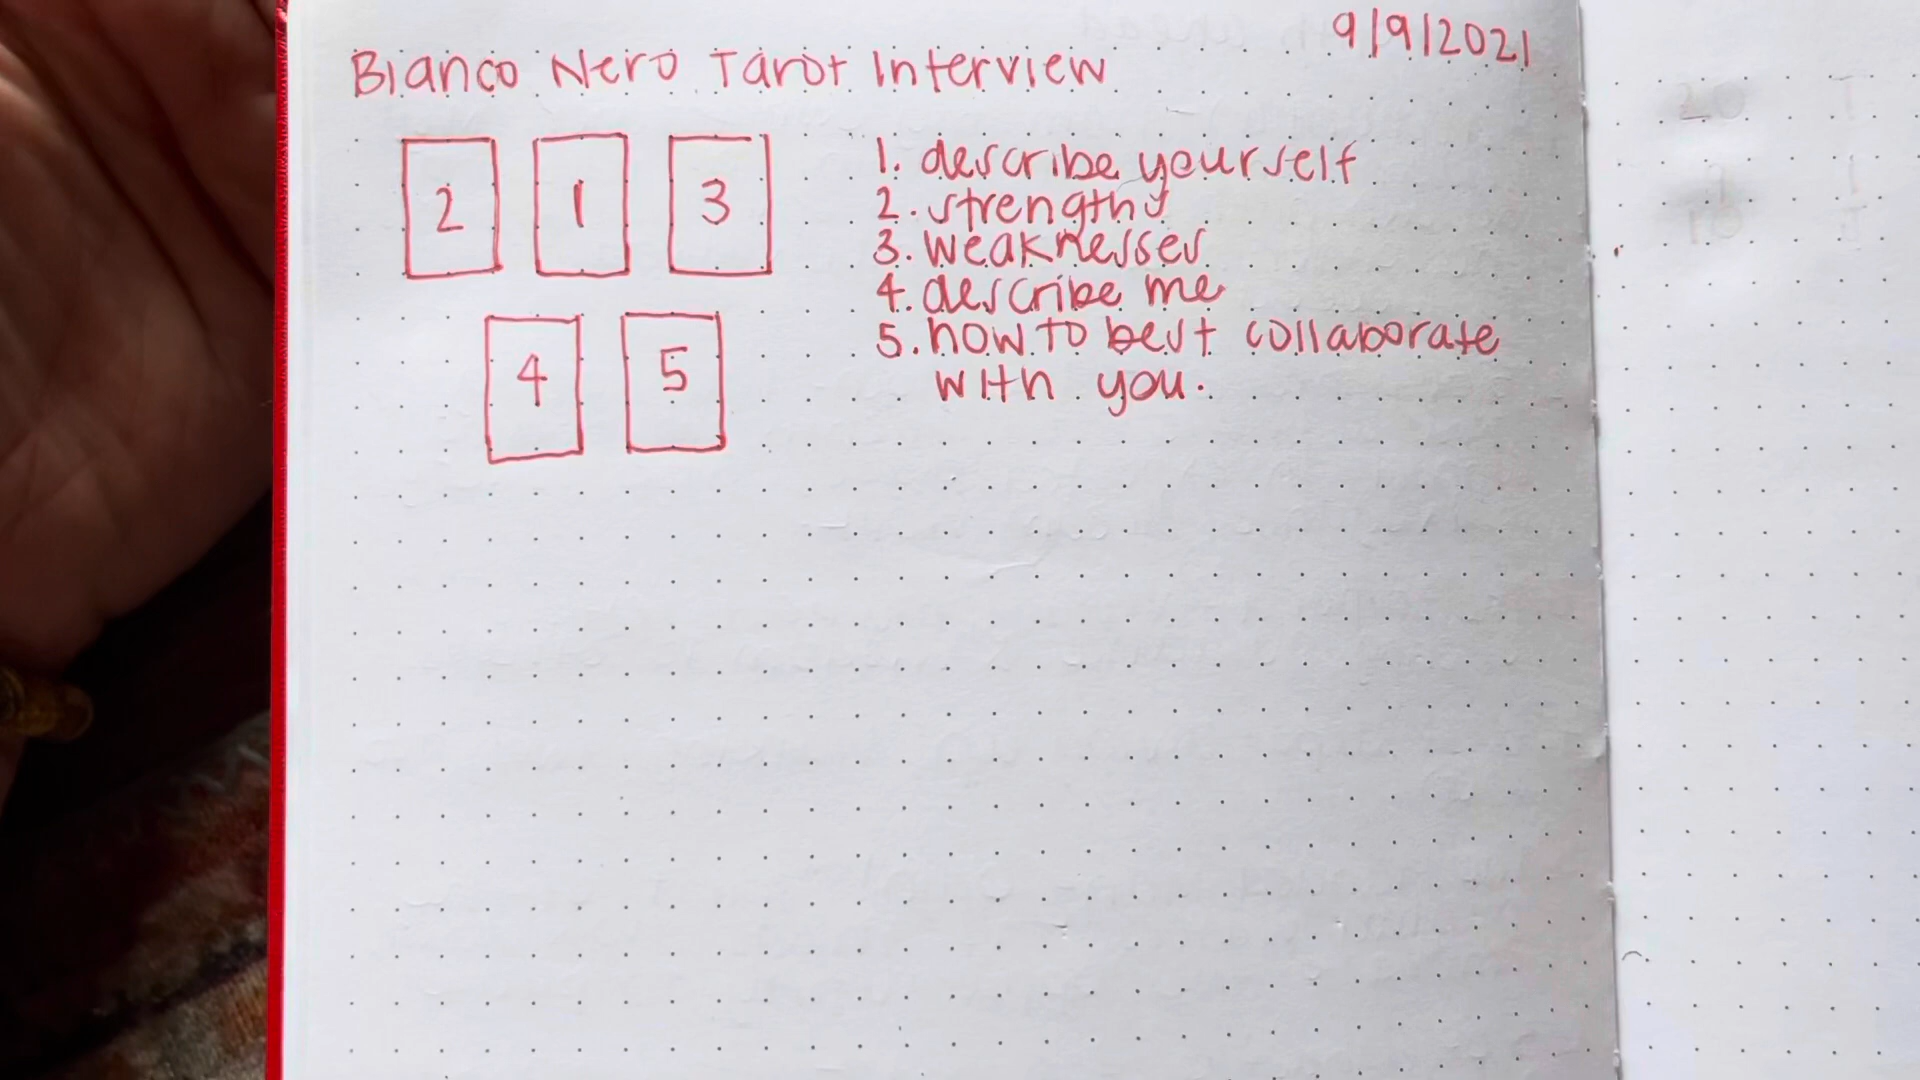 9/9/2021
Bianco Nero Tarot Interview
2 1 3
4 5
1. describe yourself
2. strengths
3. weaknesses
4. describe me
5. how to best collaborate
with you.